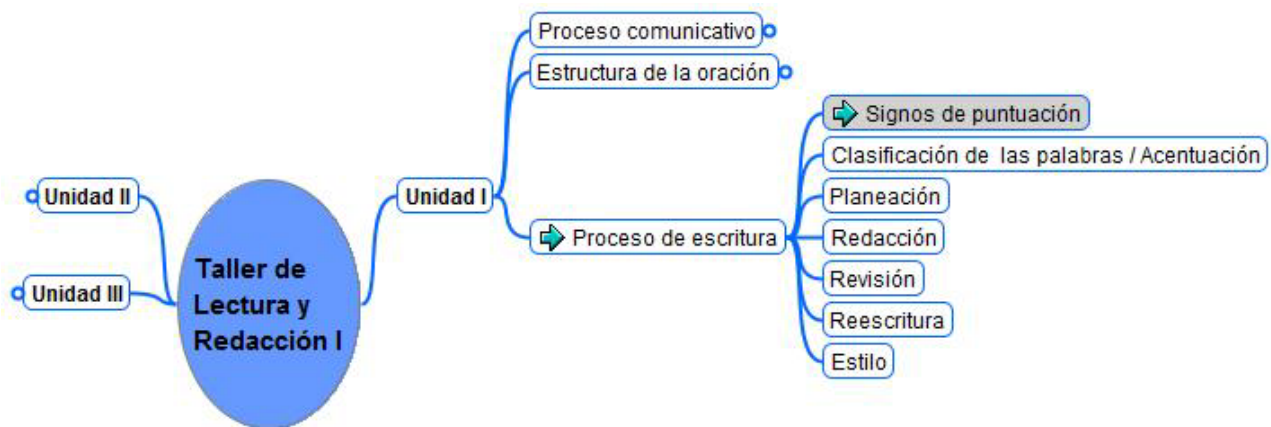 Proceso comunicativo
Estructura de la oración
Signos de puntuación
Clasificación de las palabras / Acentuación
Unidad II
Unidad I
Planeación
Proceso de escritura
Redacción
Taller de
Lectura y
Redacción I
Revisión
Unidad III
Reescritura
Estilo